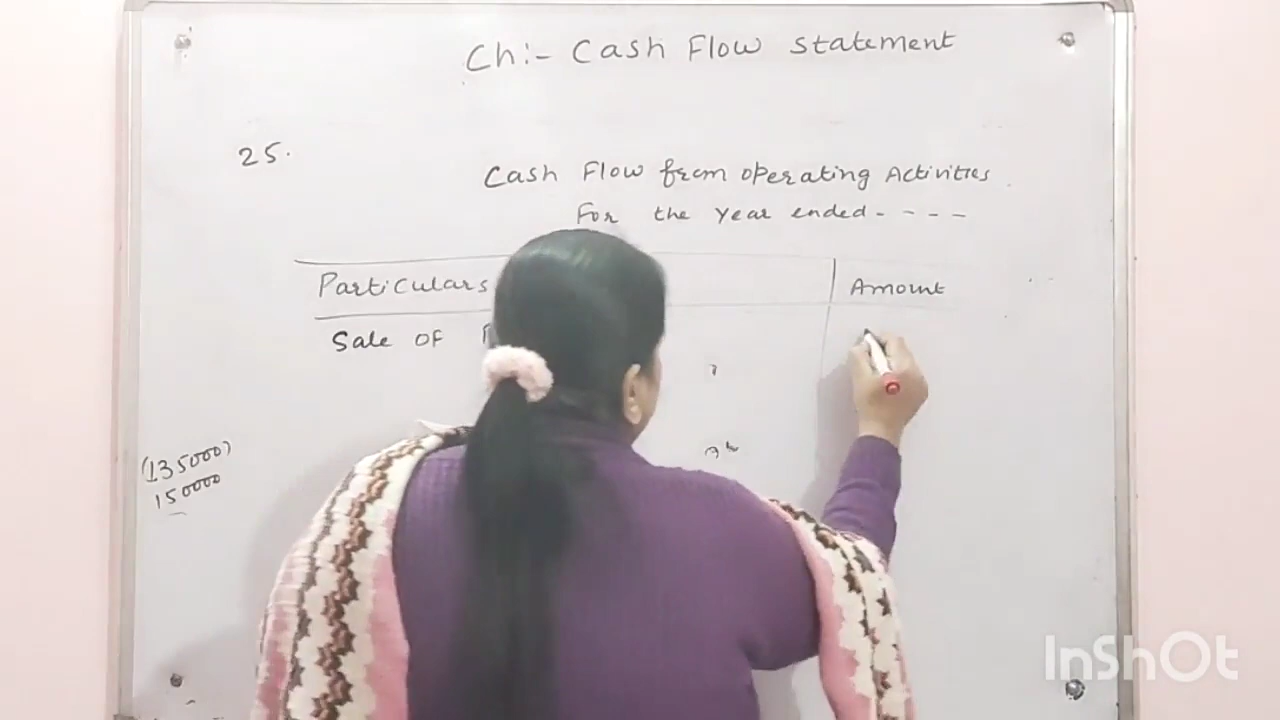 Ch:- Cash Flow Statement
25.
Cash Flow from operating Activities
For the year ended - - - -
Particulars
Amount
Sale of
(135000)
150000
InShOt